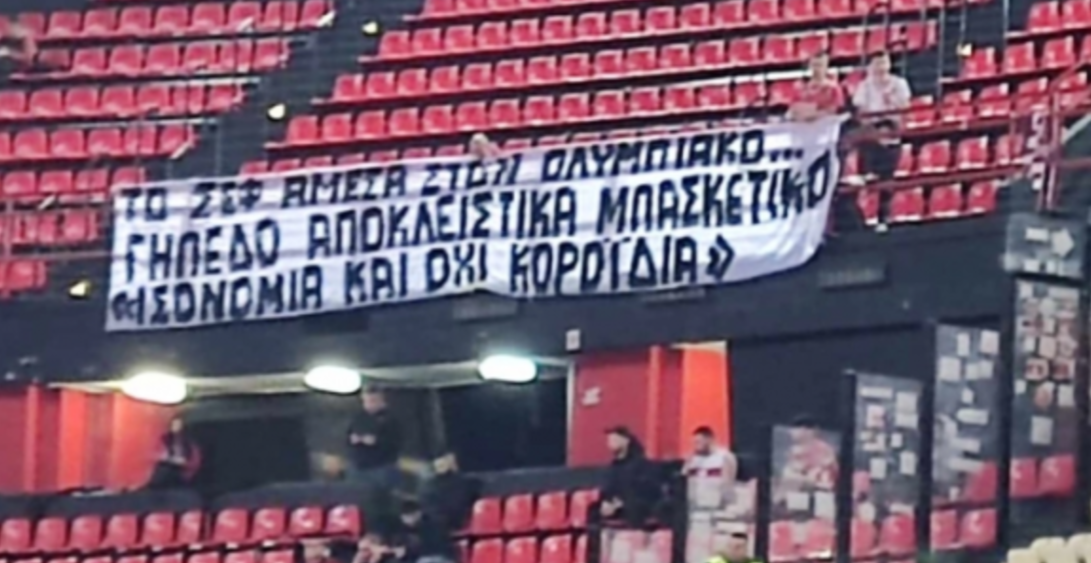 ΤΟ ΣΕΦ ΑΜΕΣΑ ΣΤΟΝ ΟΛΥΜΠΙΑΚΟ...
ΓΗΠΕΔΟ ΑΠΟΚΛΕΙΣΤΙΚΑ ΜΠΑΣΚΕΤΙΚΟ
«ΙΣΟΝΟΜΙΑ ΚΑΙ ΟΧΙ ΚΟΡΟΪΔΙΑ»